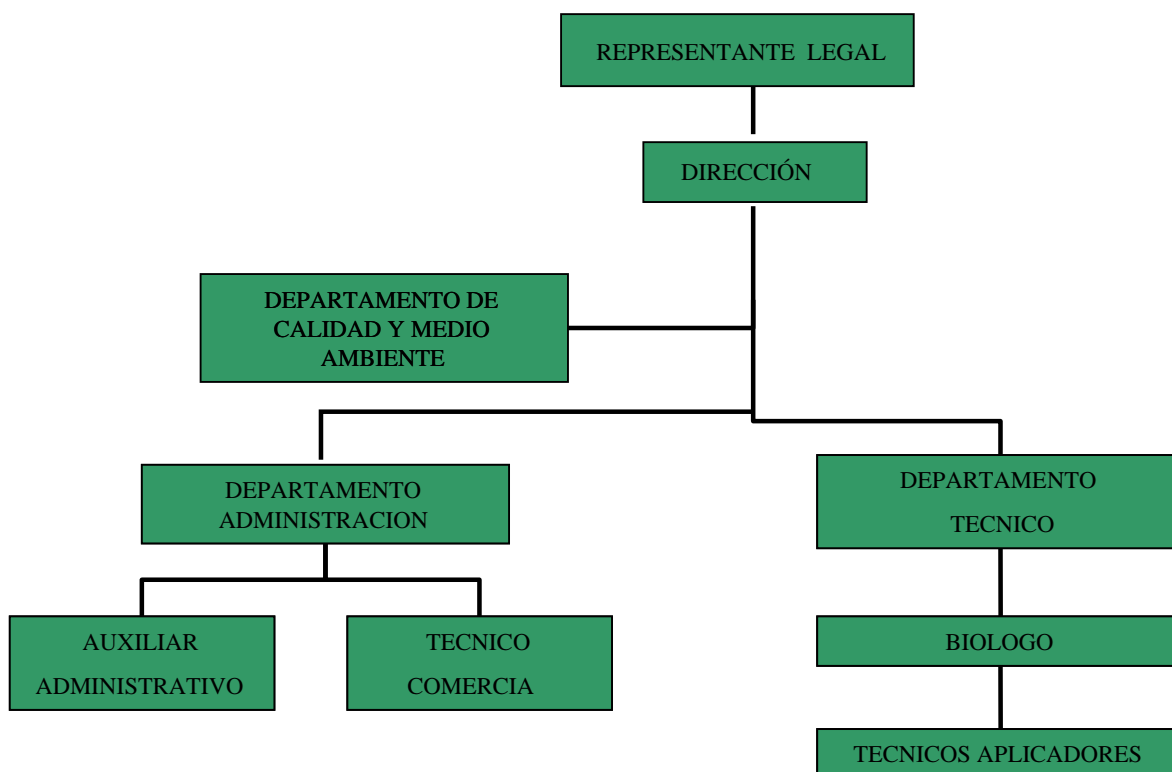 REPRESENTANTE LEGAL
DIRECCIÓN
DEPARTAMENTO DE
CALIDAD Y MEDIO
AMBIENTE
DEPARTAMENTO
ADMINISTRACION
DEPARTAMENTO
TECNICO
AUXILIAR
ADMINISTRATIVO
TECNICO
COMERCIA
BIOLOGO
TECNICOS APLICADORES